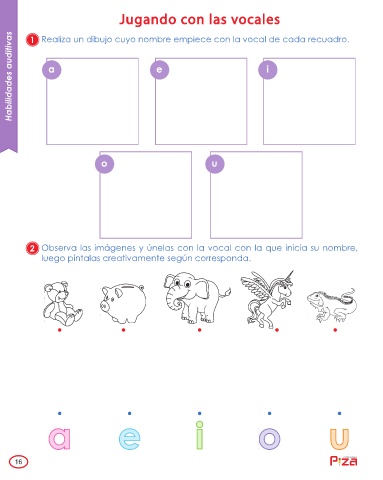 Jugando con las vocales
Habilidades auditivas
1 Realiza un dibujo cuyo nombre empiece con la vocal de cada recuadro.
a e i
o u
2 Observa las imágenes y únelas con la vocal con la que inicia su nombre,
luego píntalas creativamente según corresponda.
a e i o u
16
Piza